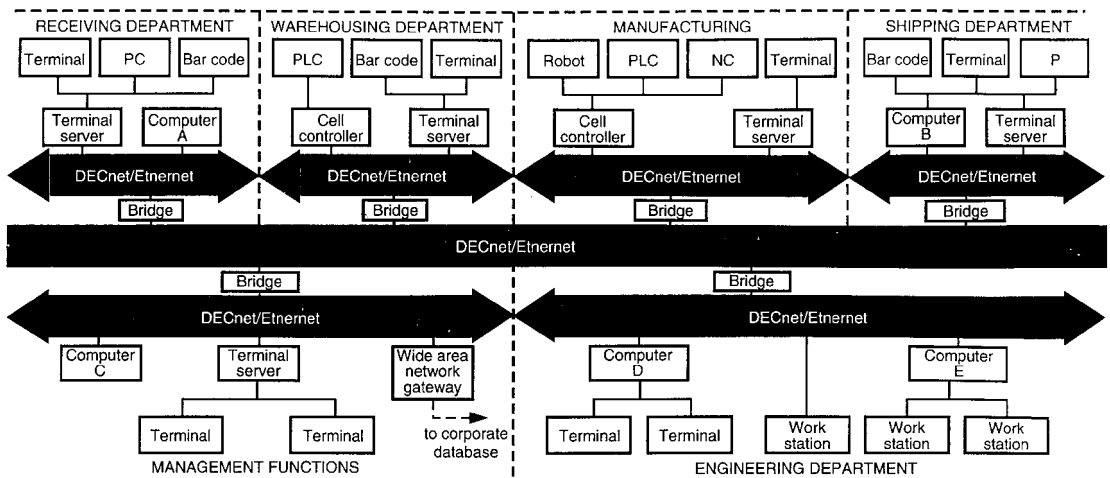 RECEIVING DEPARTMENT
WAREHOUSING DEPARTMENT
MANUFACTURING
SHIPPING DEPARTMENT
Terminal
PC
Bar code
PLC
Bar code
Terminal
Robot
PLC
NC
Terminal
Bar code
Terminal
P
Terminal
server
Computer
A
Cell
controller
Terminal
server
Cell
controller
Terminal
server
Computer
B
Terminal
server
DECnet/Etnernet
DECnet/Etnernet
DECnet/Etnernet
DECnet/Etnernet
Bridge
Bridge
Bridge
Bridge
DECnet/Etnernet
Bridge
Bridge
DECnet/Etnernet
DECnet/Etnernet
Computer
C
Terminal
server
Wide area
network
gateway
Computer
D
Computer
E
Terminal
Terminal
to corporate
database
Terminal
Terminal
Work
station
Work
station
Work
station
MANAGEMENT FUNCTIONS
ENGINEERING DEPARTMENT